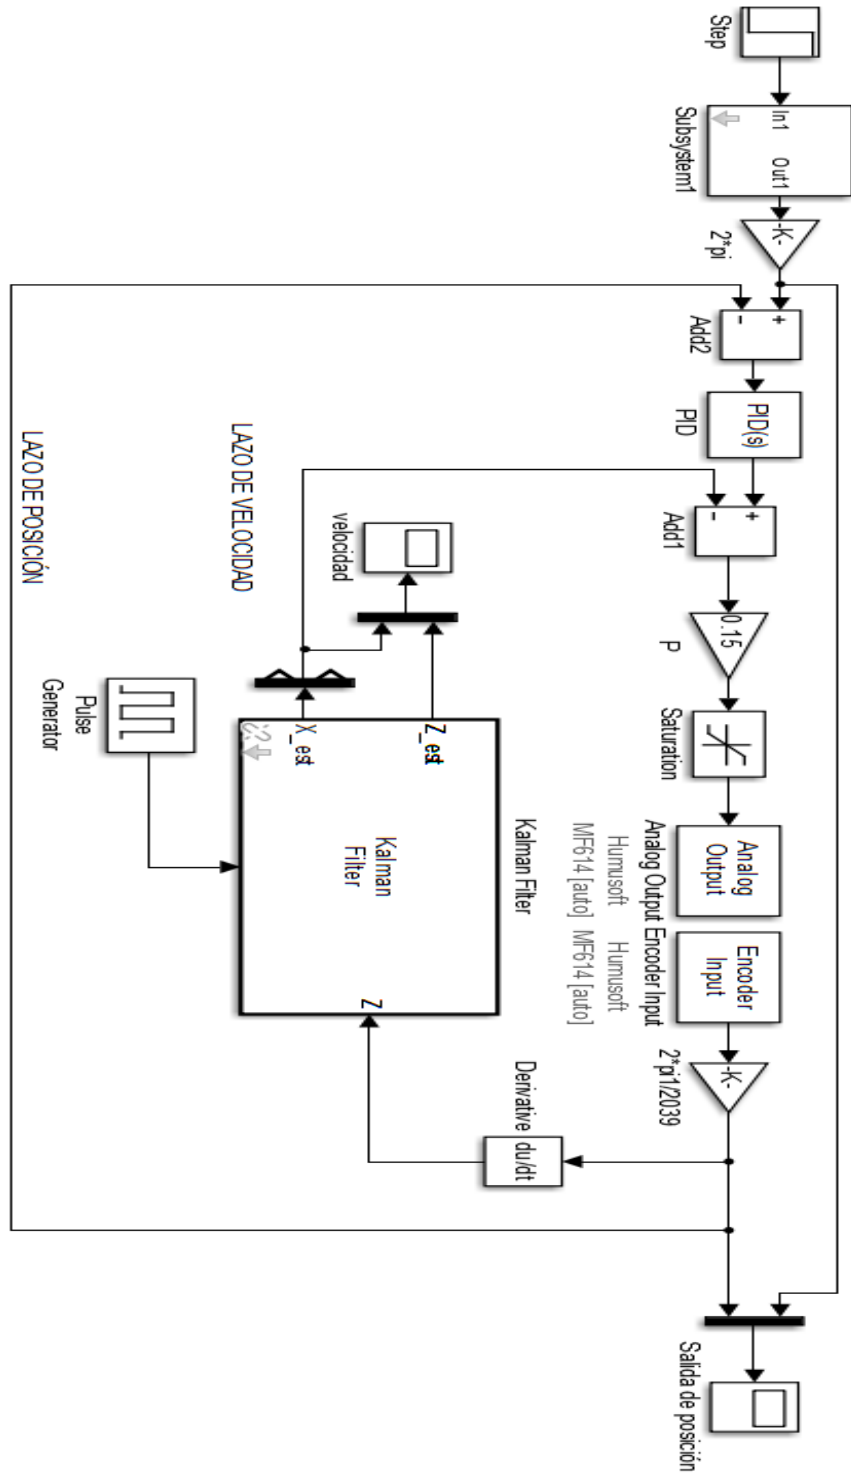 Step
In1
Out1
Subsystem1
-K-
2*pi
+
-
Add2
PID(s)
PID
+
-
Add1
0.15
P
Saturation
Analog
Output
Analog Output
Humusoft
MF614 [auto]
Encoder
Input
Encoder Input
Humusoft
MF614 [auto]
-K-
2*pi1/2039
Salida de posición
du/dt
Derivative
Kalman Filter
Z_est
X_est
Kalman
Filter
Z
velocidad
LAZO DE VELOCIDAD
Pulse
Generator
LAZO DE POSICIÓN